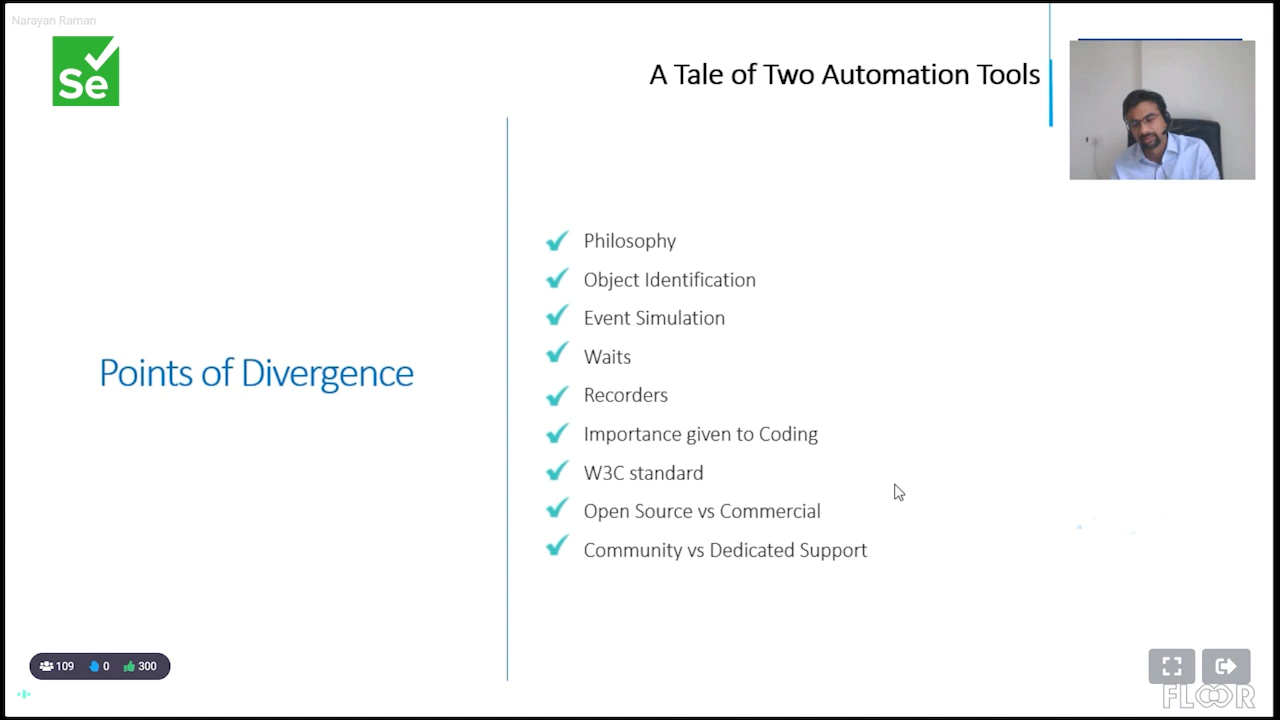 Narayan Raman
Se
A Tale of Two Automation Tools
Points of Divergence
Philosophy
Object Identification
Event Simulation
Waits
Recorders
Importance given to Coding
W3C standard
Open Source vs Commercial
Community vs Dedicated Support
109 0 300
FLOOR